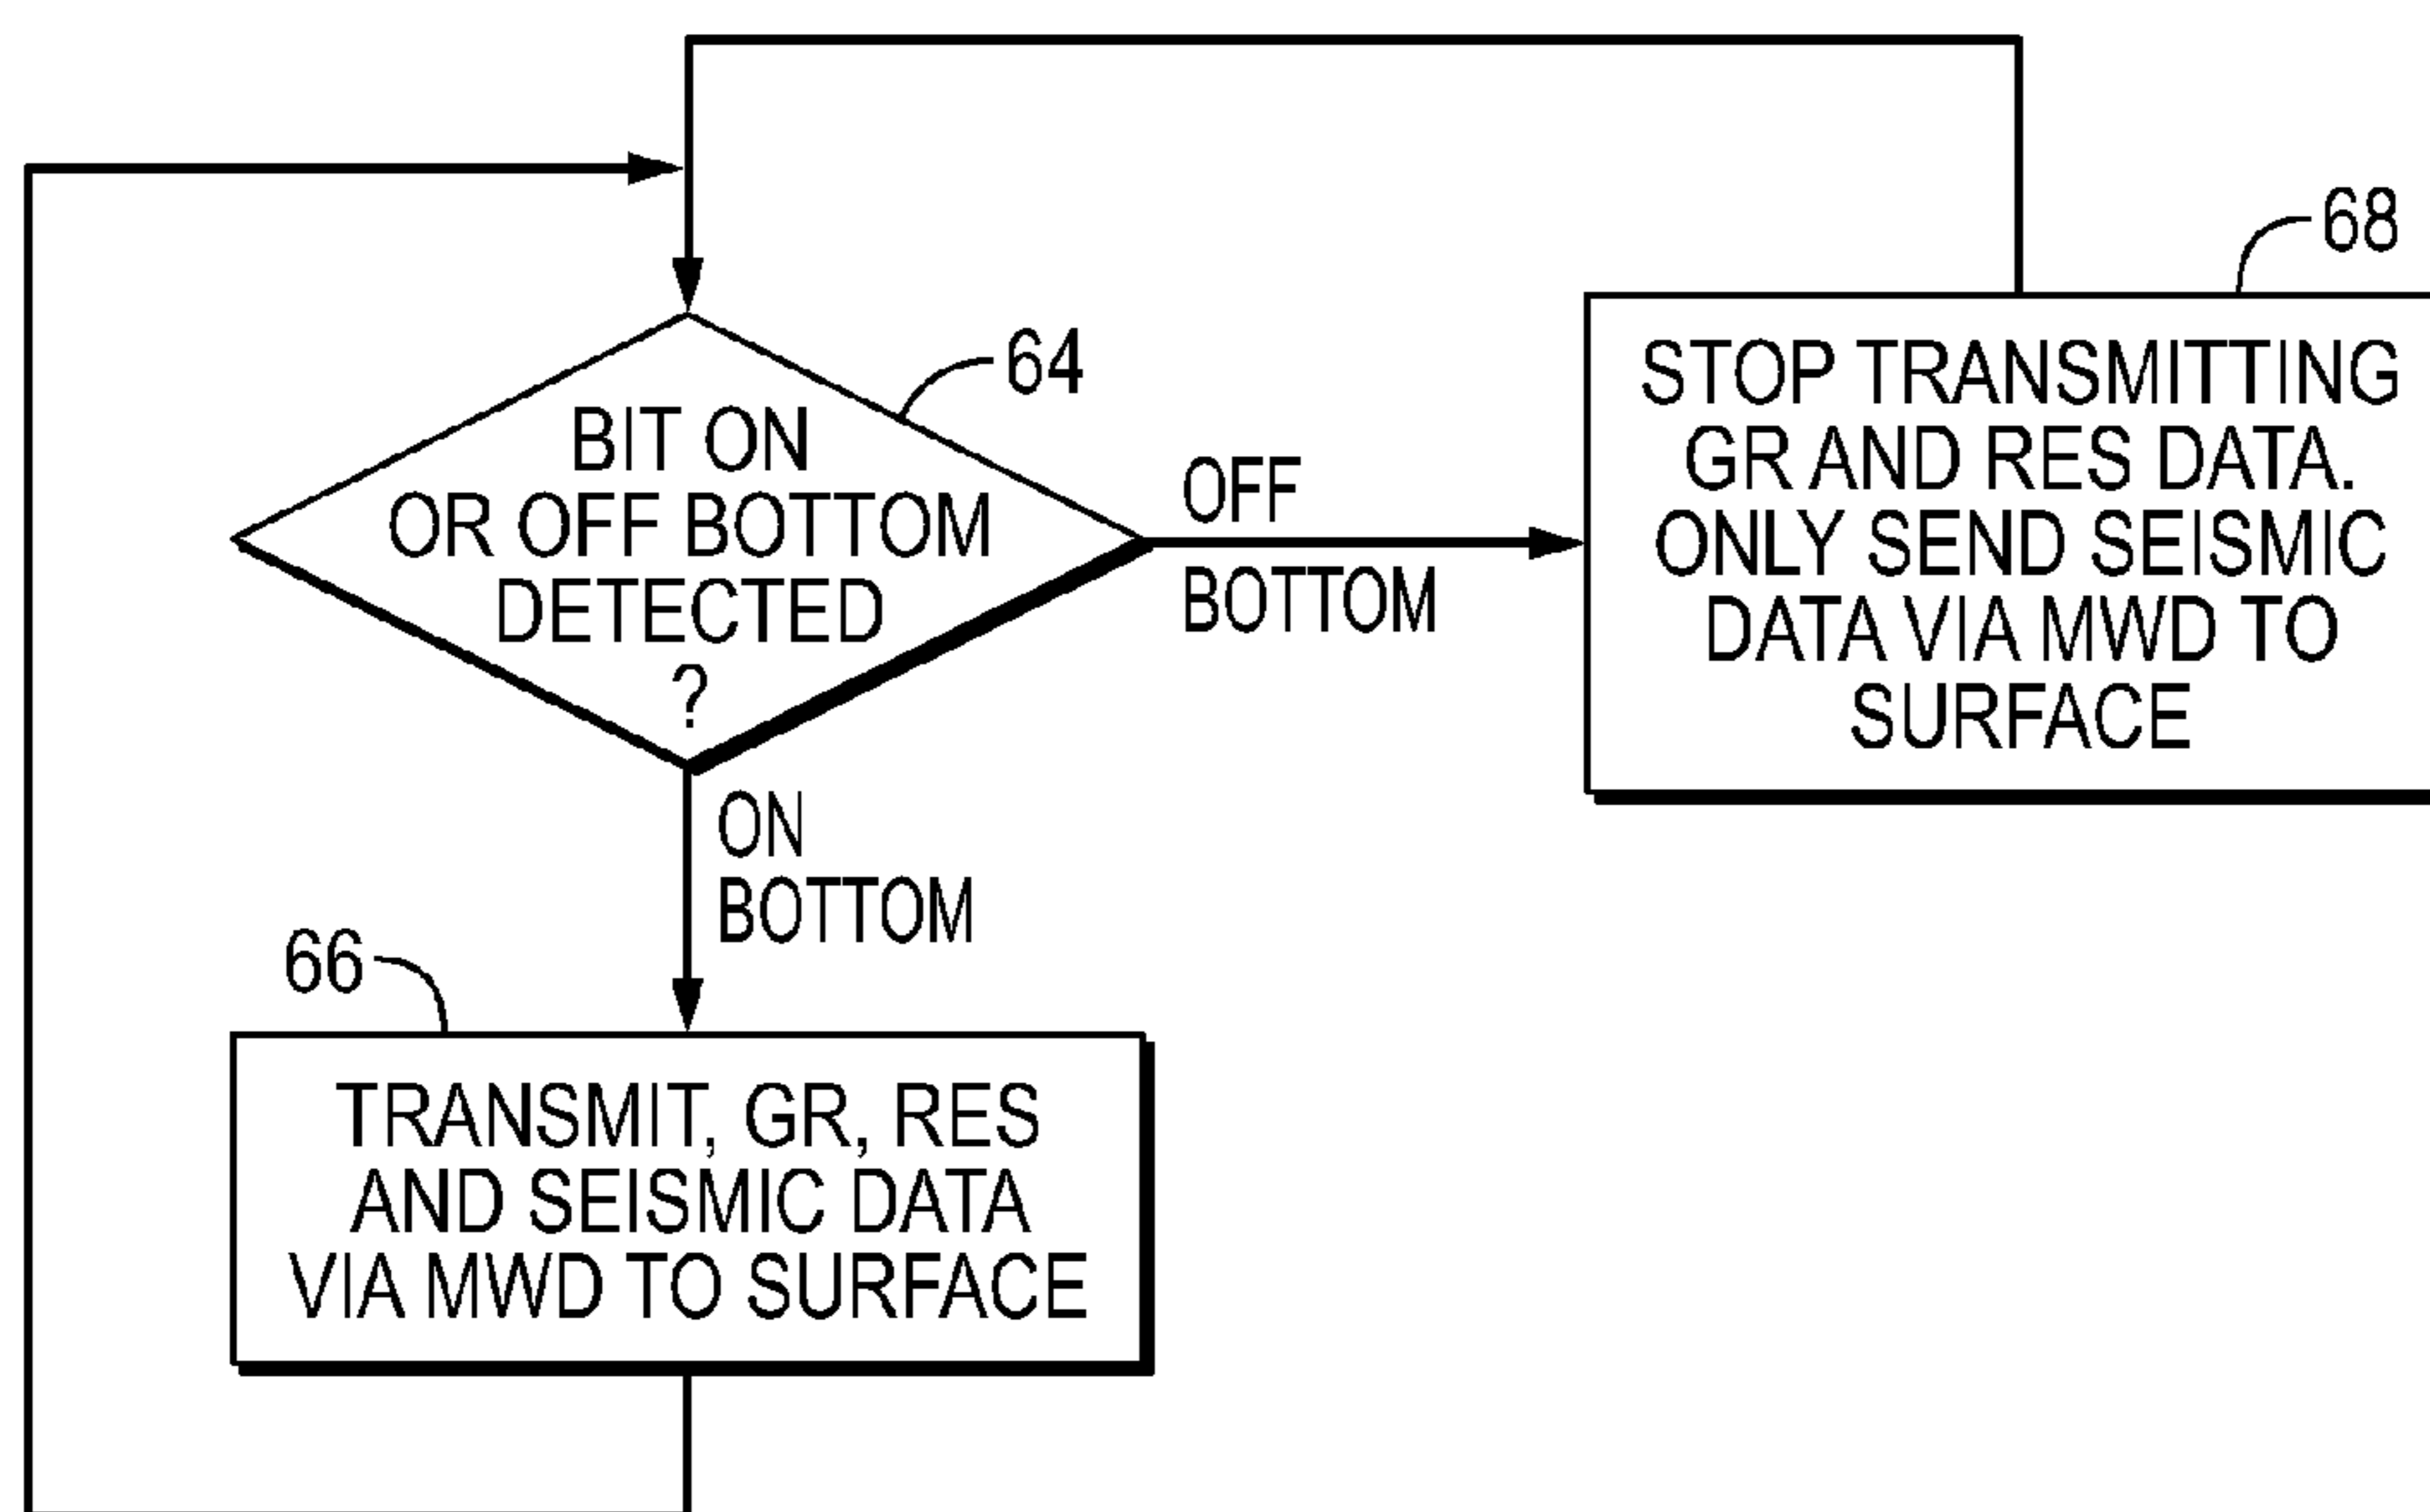 68
64
BIT ON
OR OFF BOTTOM
DETECTED
?
OFF
BOTTOM
STOP TRANSMITTING
GR AND RES DATA.
ONLY SEND SEISMIC
DATA VIA MWD TO
SURFACE
ON
BOTTOM
66
TRANSMIT, GR, RES
AND SEISMIC DATA
VIA MWD TO SURFACE